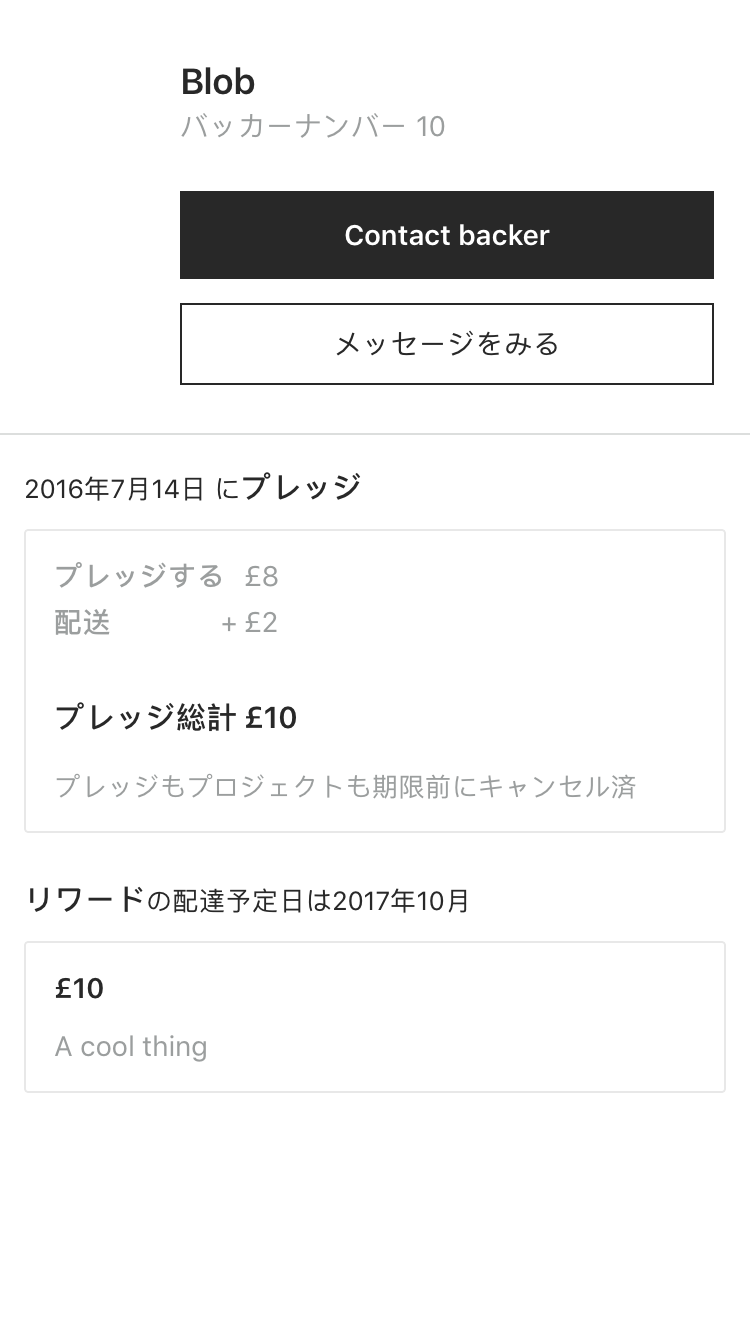 Blob
バッカーナンバー 10
Contact backer
メッセージをみる
2016年7月14日 にプレッジ
プレッジする £8
配送 + £2
プレッジ総計 £10
プレッジもプロジェクトも期限前にキャンセル済
リワードの配達予定日は2017年10月
£10
A cool thing